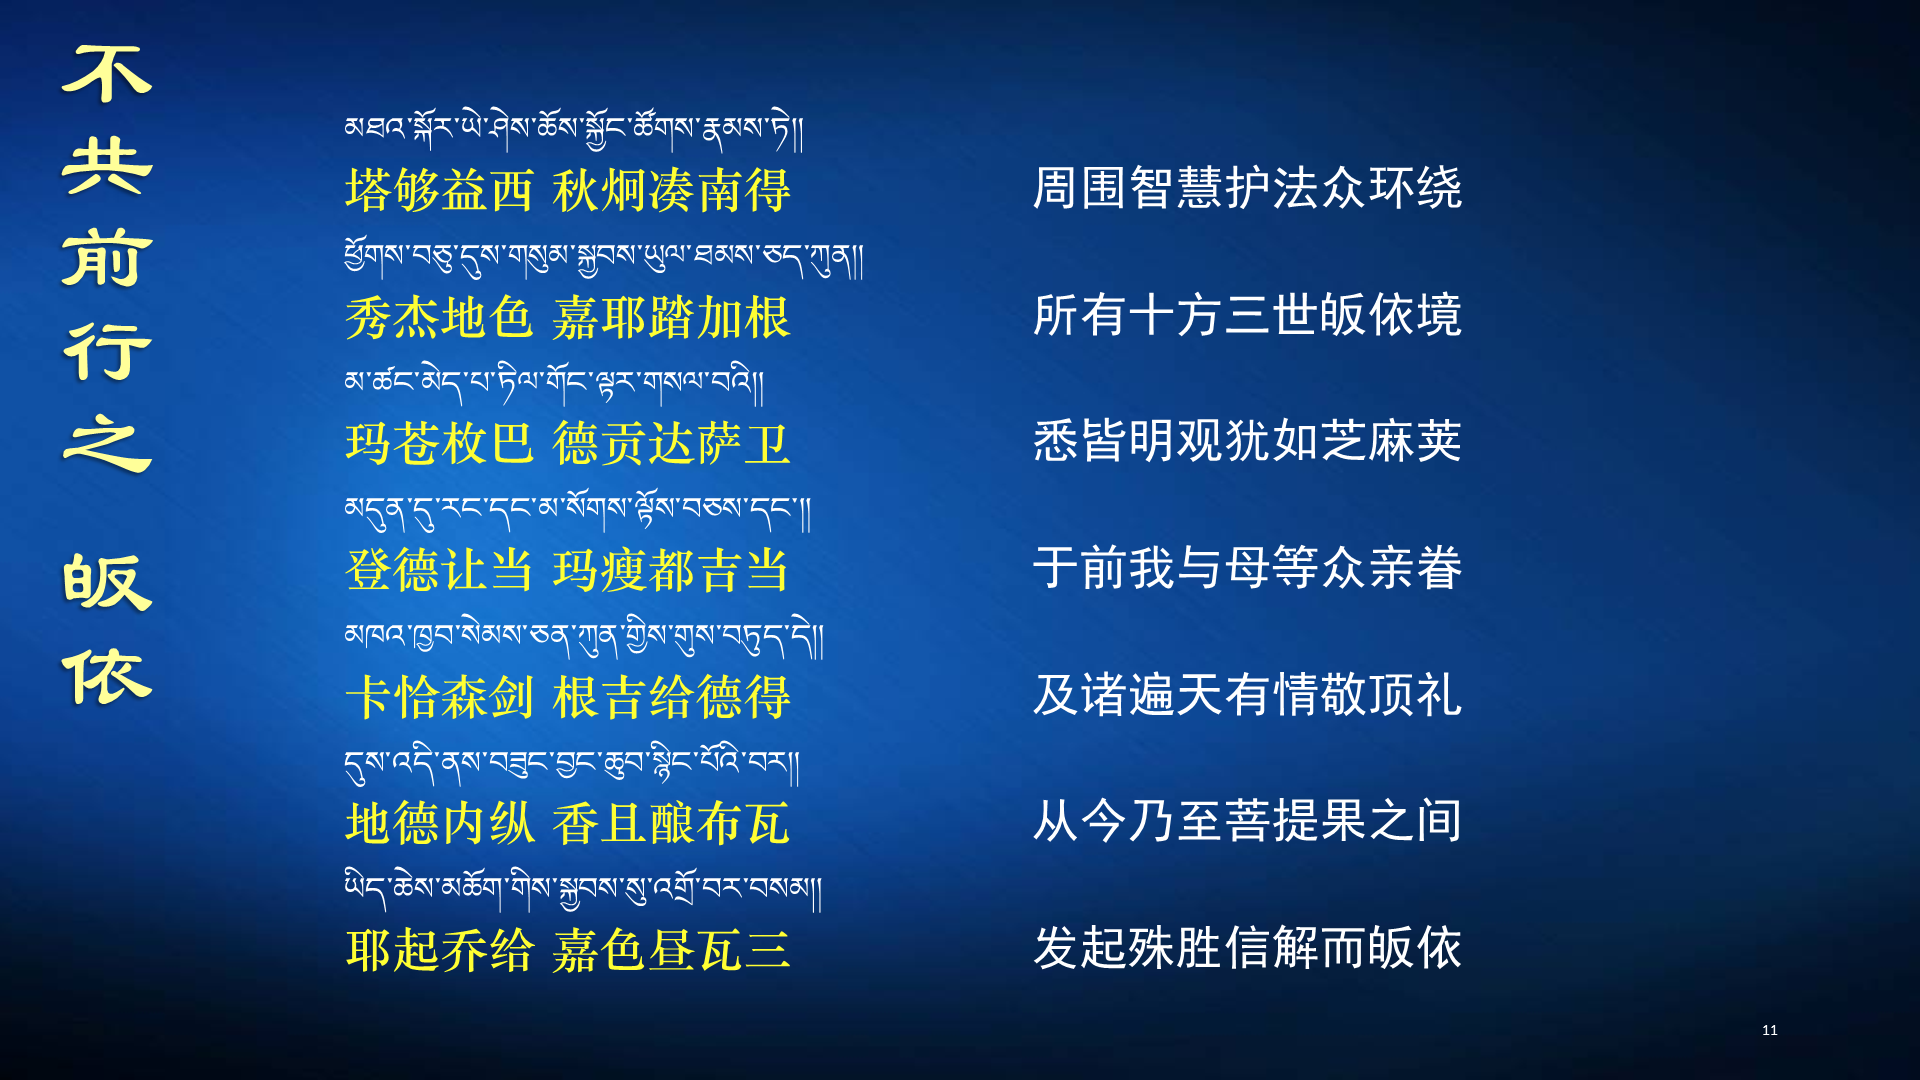 不共前行之 皈依
མཐའ་སྐོར་ཡེ་ཤེས་ཆོས་སྐྱོང་ཚོགས་རྣམས་ཏེ།།
塔够益西 秋炯凑南得
周围智慧护法众环绕
ཕྱོགས་བཅུ་དུས་གསུམ་སྐྱབས་ཡུལ་ཐམས་ཅད་ཀུན།།
秀杰地色 嘉耶踏加根
所有十方三世皈依境
མ་ཚང་མེད་པ་ཏིལ་གོང་ལྟར་གསལ་བའི།།
玛苍枚巴 德贡达萨卫
悉皆明观犹如芝麻荚
མདུན་དུ་རང་དང་མ་སོགས་ལྟོས་བཅས་དང་།།
登德让当 玛瘦都吉当
于前我与母等众亲眷
མཁའ་ཁྱབ་སེམས་ཅན་ཀུན་གྱིས་གུས་བཏུད་དེ།།
卡恰森剑 根吉给德得
及诸遍天有情敬顶礼
དུས་འདི་ནས་བཟུང་བྱང་ཆུབ་སྙིང་པོའི་བར།།
地德内纵 香且酿布瓦
从今乃至菩提果之间
ཡིད་ཆེས་མཆོག་གིས་སྐྱབས་སུ་འགྲོ་བར་བསམ།།
耶起乔给 嘉色昼瓦三
发起殊胜信解而皈依
11